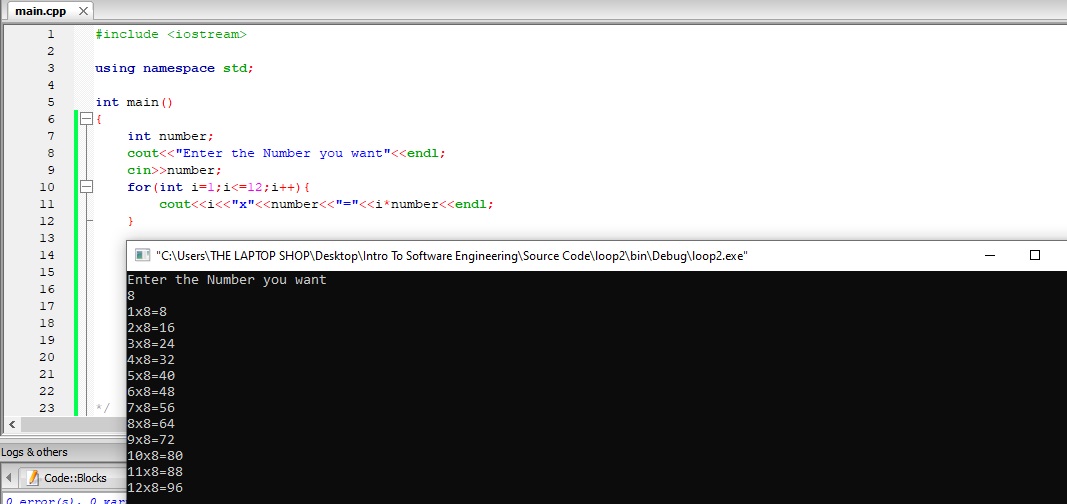 main.cpp
1 #include <iostream>
2
3 using namespace std;
4
5 int main()
6 {
7 int number;
8 cout<<"Enter the Number you want"<<endl;
9 cin>>number;
10 for(int i=1;i<=12;i++){
11 cout<<i<<"x"<<number<<"="<<i*number<<endl;
12 }
13
14
15
16
17
18
19
20
21
22
23 */
"C:\Users\THE LAPTOP SHOP\Desktop\Intro To Software Engineering\Source Code\loop2\bin\Debug\loop2.exe"
Enter the Number you want
8
1x8=8
2x8=16
3x8=24
4x8=32
5x8=40
6x8=48
7x8=56
8x8=64
9x8=72
10x8=80
11x8=88
12x8=96
Logs & others
Code::Blocks
0 error(s), 0